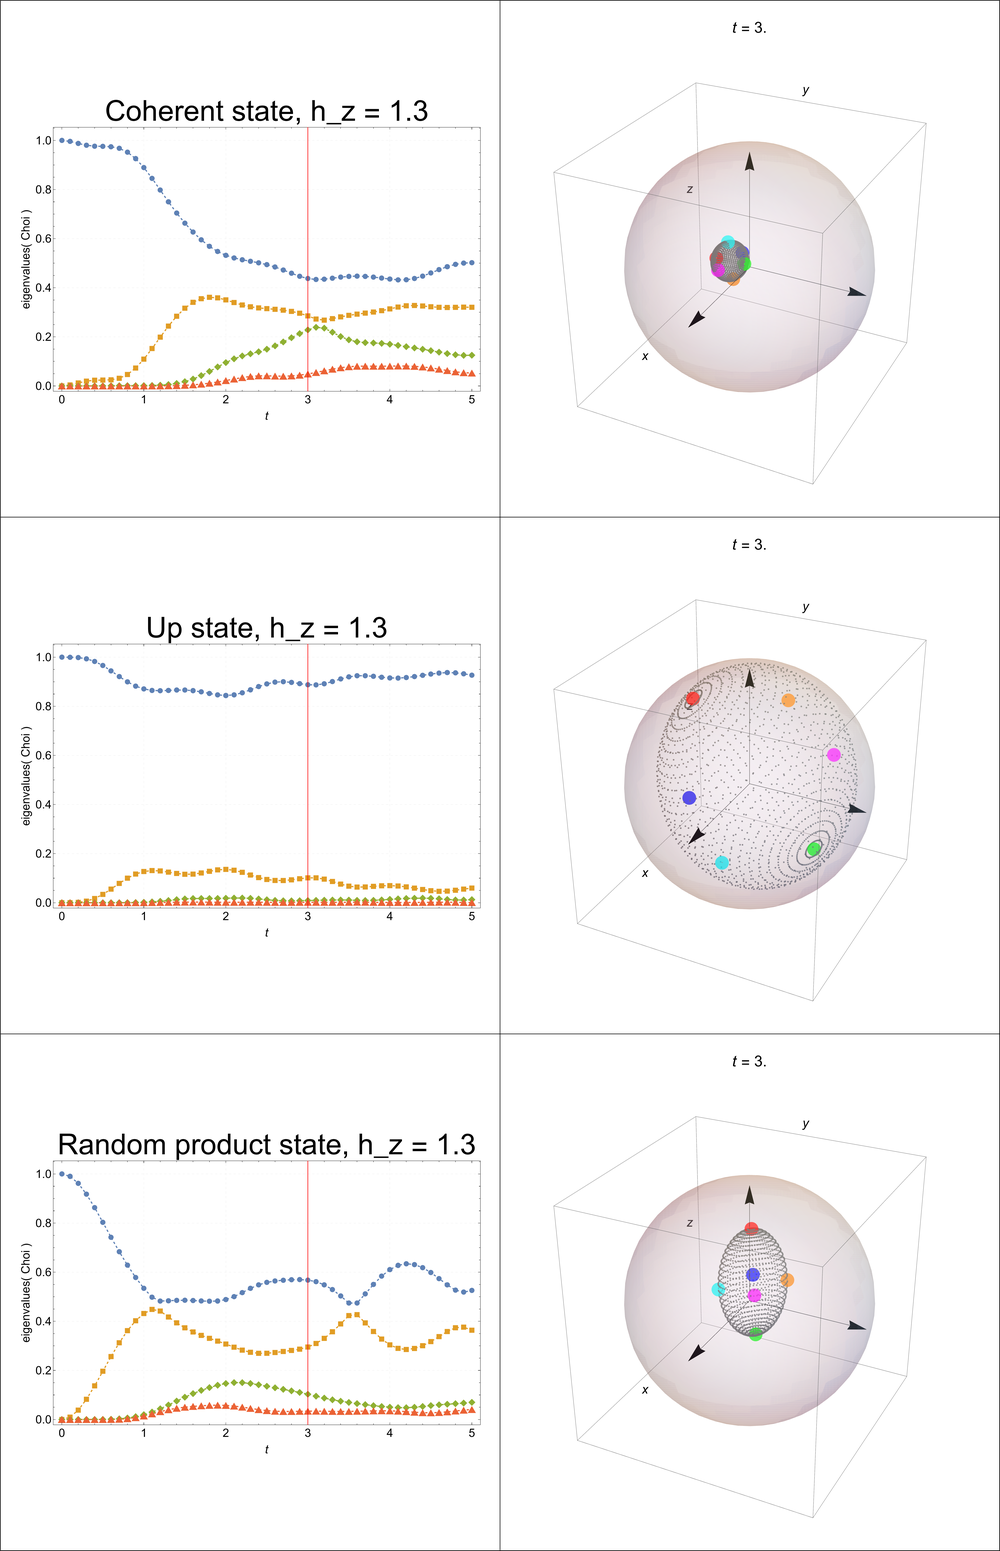 t = 3.
Coherent state, h_z = 1.3
y
1.0
0.8
z
0.6
eigenvalues( Choi )
0.4
0.2
x
0.0
0 1 2 3 4 5
t
t = 3.
Up state, h_z = 1.3
y
1.0
0.8
0.6
eigenvalues( Choi )
0.4
0.2
x
0.0
0 1 2 3 4 5
t
t = 3.
Random product state, h_z = 1.3
y
1.0
0.8
z
0.6
eigenvalues( Choi )
0.4
0.2
x
0.0
0 1 2 3 4 5
t